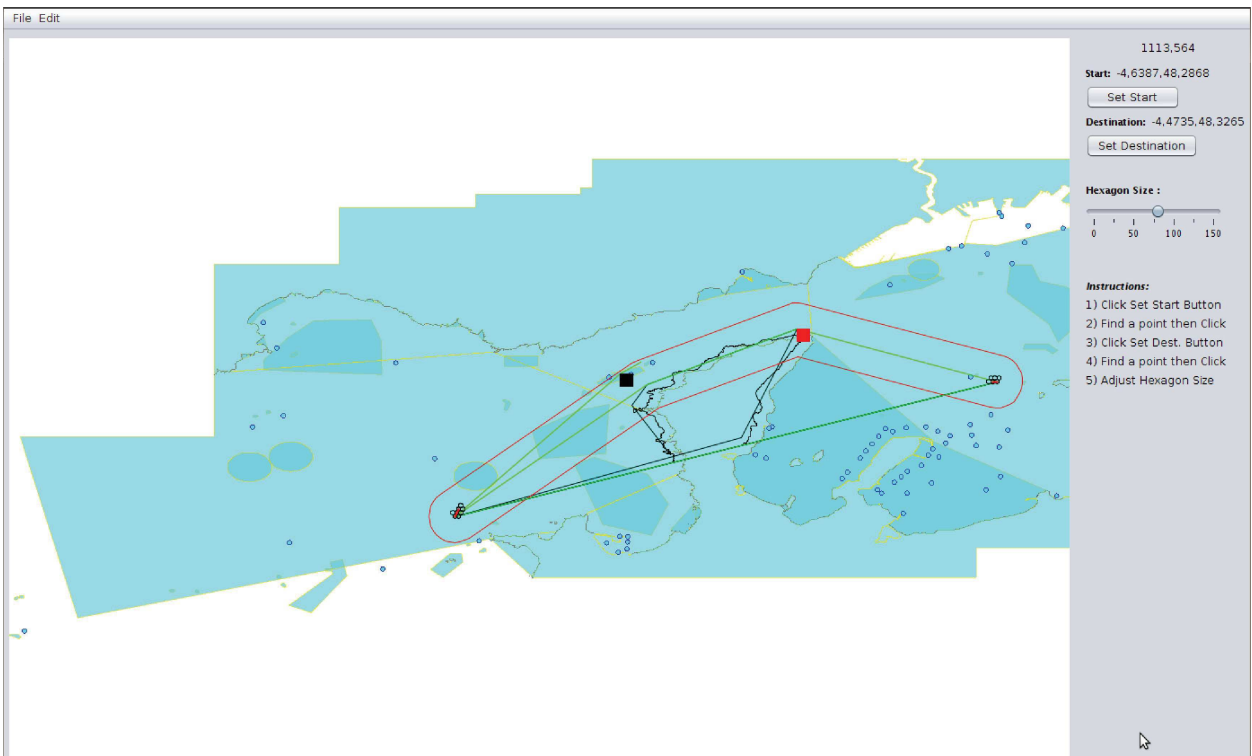 File Edit
1113,564
Start: -4,6387,48,2868
Set Start
Destination: -4,4735,48,3265
Set Destination
Hexagon Size :
0 50 100 150
Instructions:
1) Click Set Start Button
2) Find a point then Click
3) Click Set Dest. Button
4) Find a point then Click
5) Adjust Hexagon Size